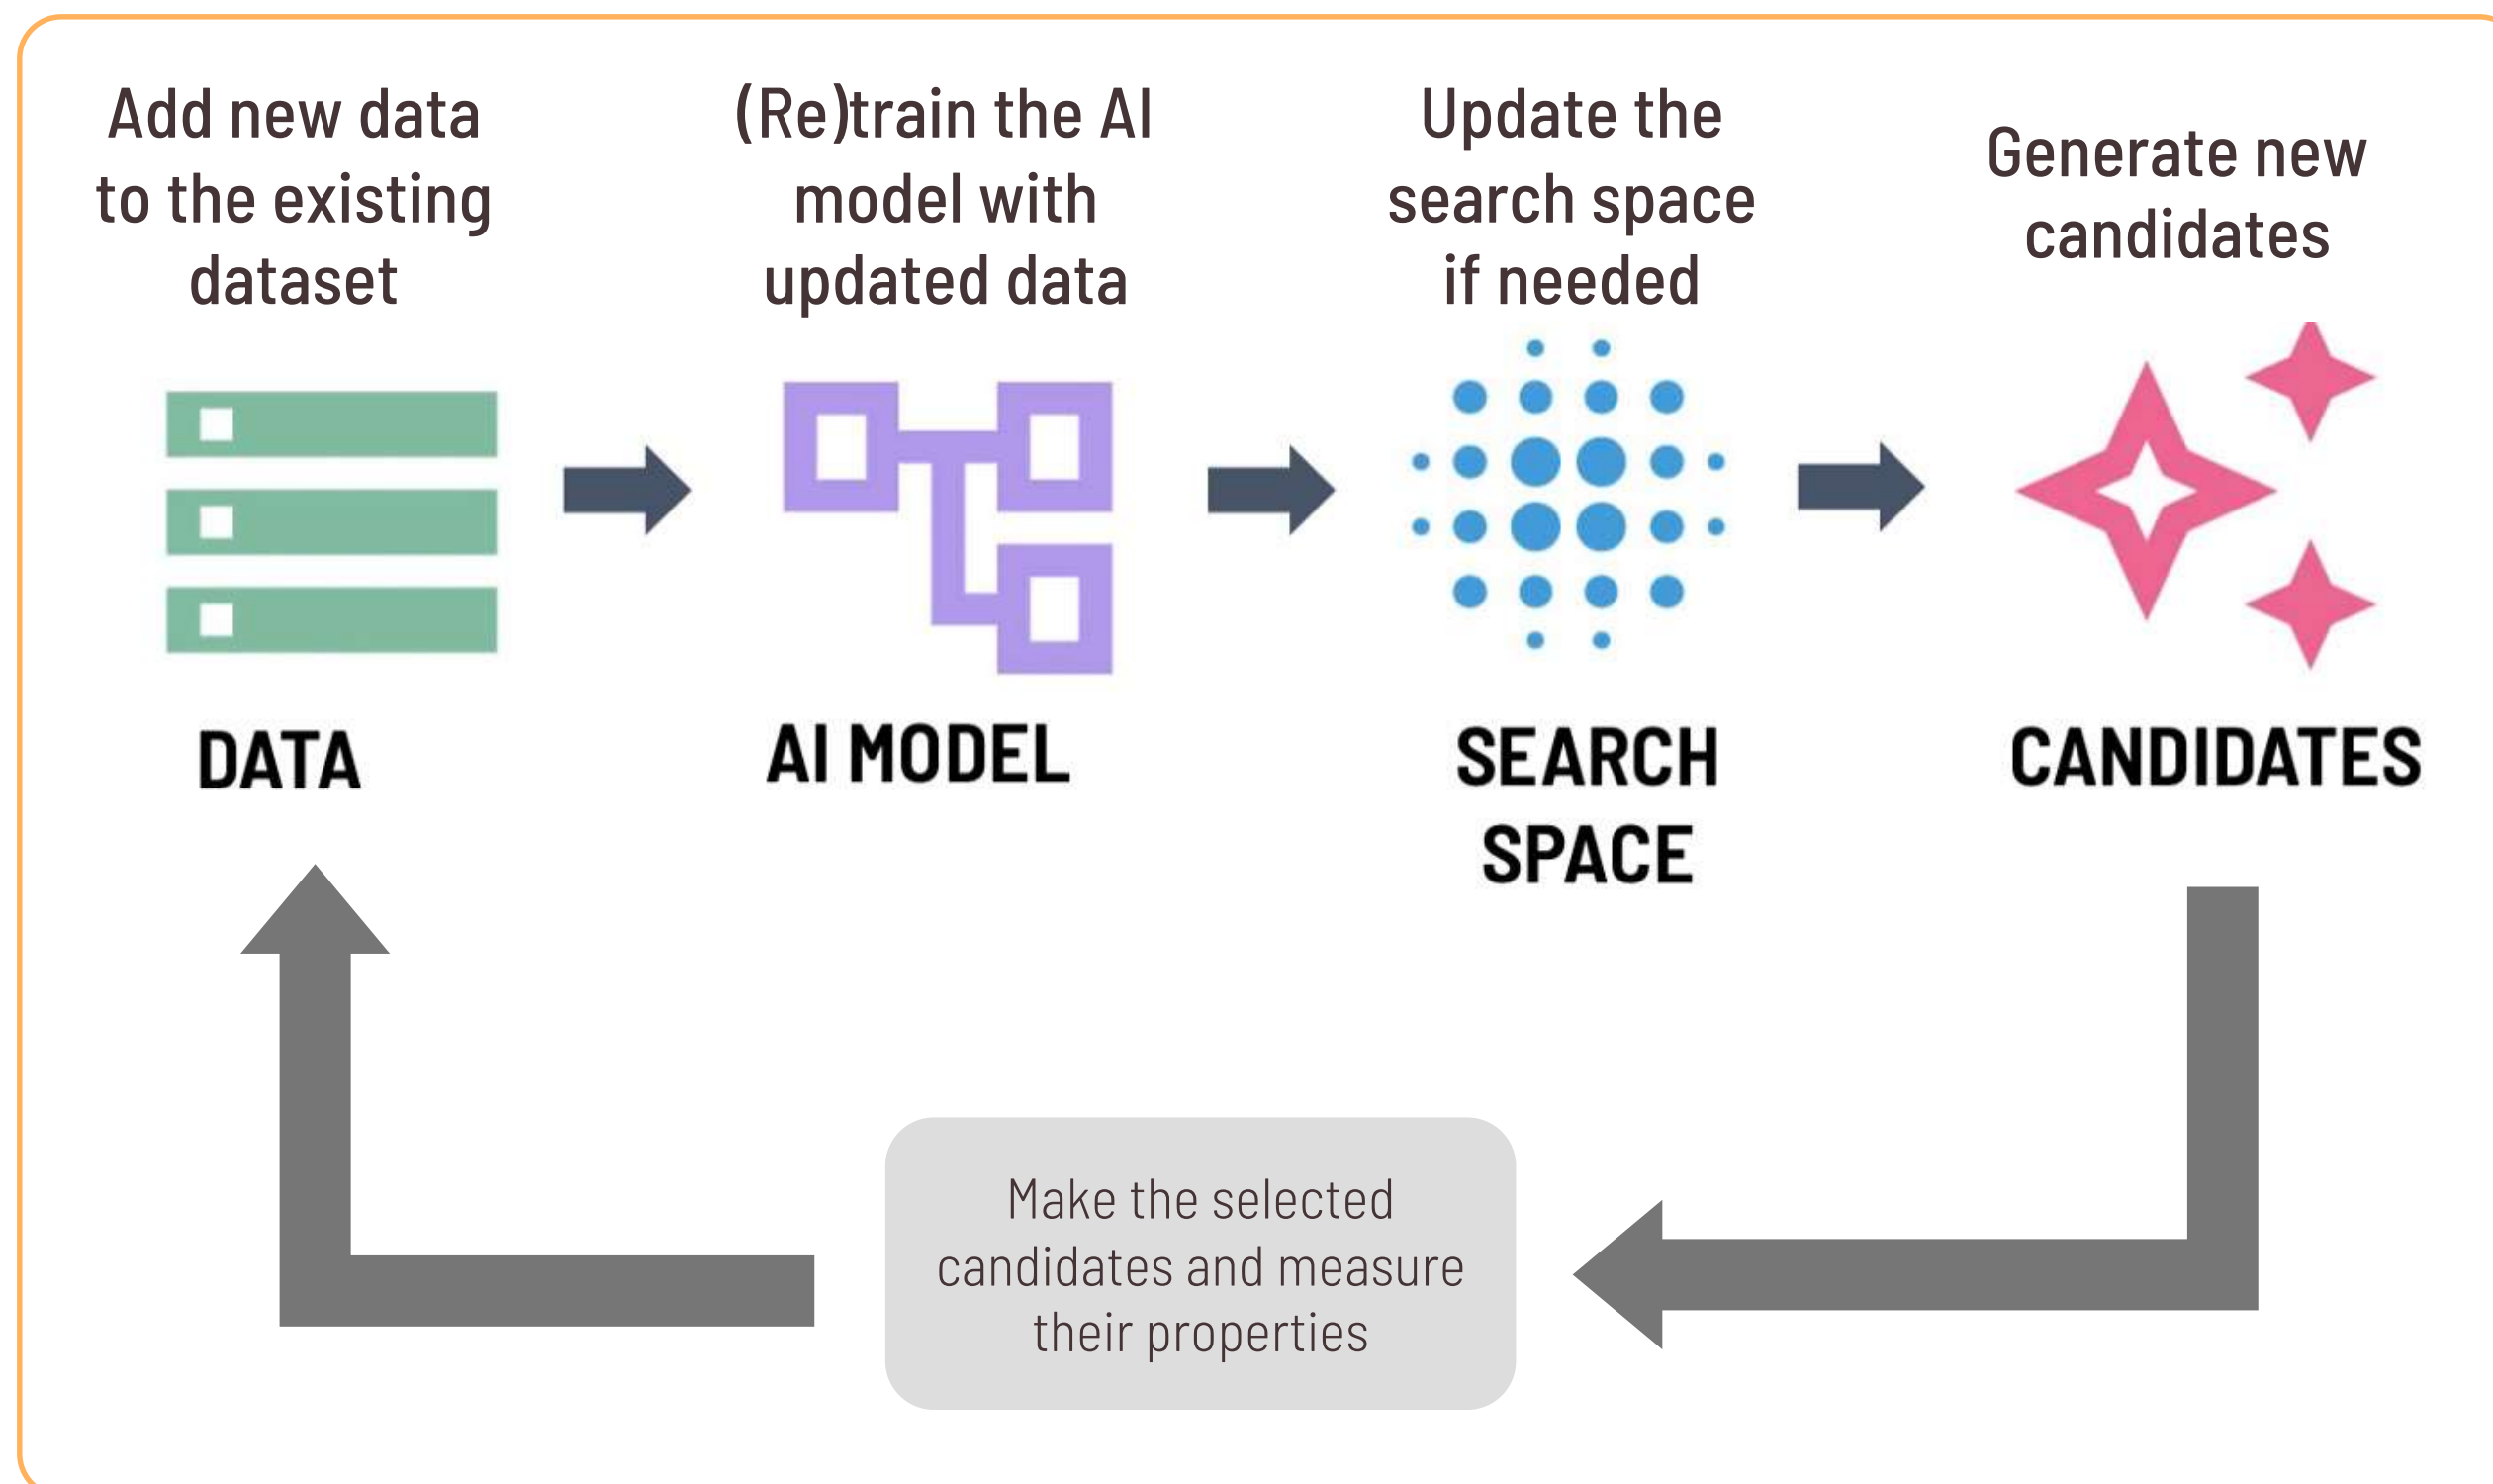 Add new data
to the existing
dataset
(Re)train the AI
model with
updated data
Update the
search space
if needed
Generate new
candidates
DATA
AI MODEL
SEARCH
SPACE
CANDIDATES
Make the selected
candidates and measure
their properties